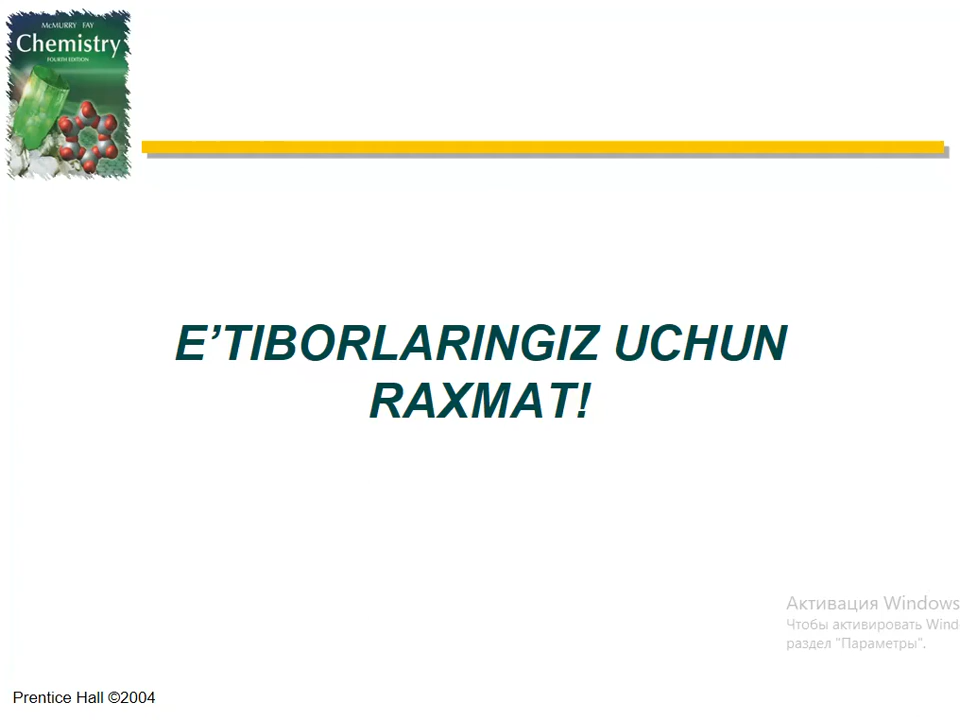 McMURRY FAY
Chemistry
FOURTH EDITION
E’TIBORLARINGIZ UCHUN
RAXMAT!
Активация Windows
Чтобы активировать Wind
раздел "Параметры".
Prentice Hall ©2004